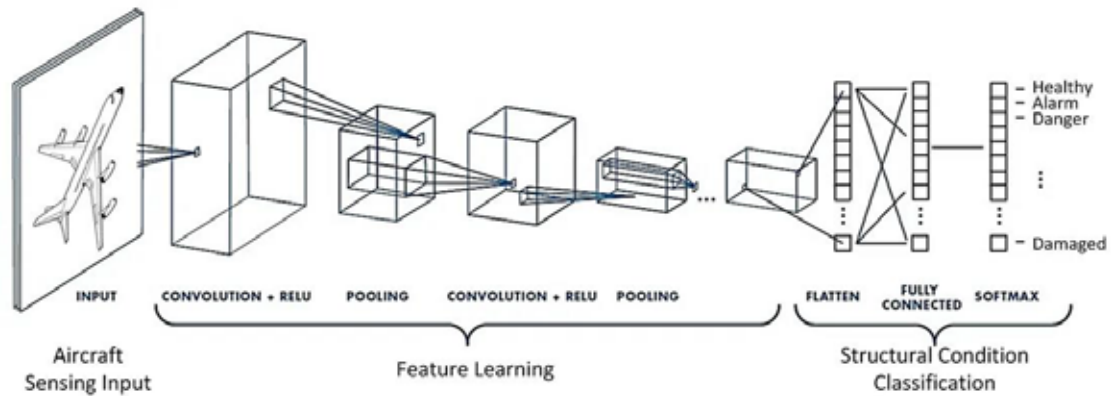 Healthy
Alarm
Danger
...
⋮
⋮
⋮
⋮
Damaged
INPUT
CONVOLUTION + RELU
POOLING
CONVOLUTION + RELU
POOLING
FLATTEN
FULLY
CONNECTED
SOFTMAX
Aircraft
Sensing Input
Feature Learning
Structural Condition
Classification